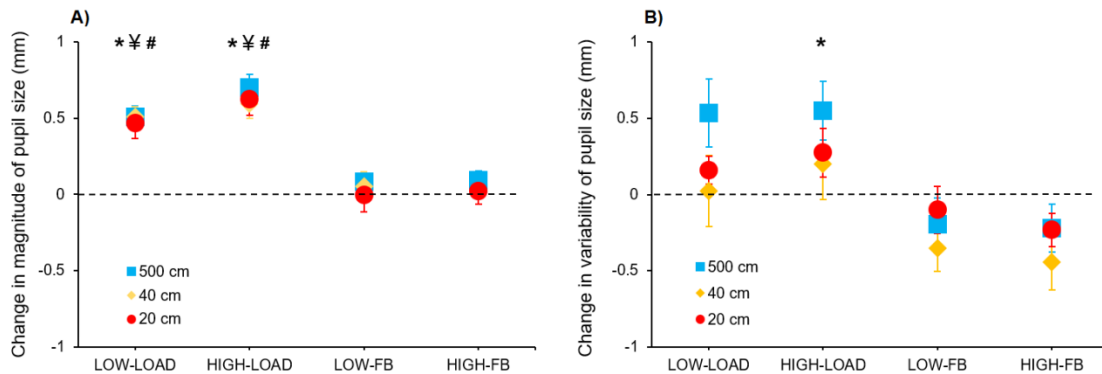 A)
Change in magnitude of pupil size (mm)
1
0.5
0
-0.5
-1
* ¥ #
* ¥ #
500 cm
40 cm
20 cm
LOW-LOAD
HIGH-LOAD
LOW-FB
HIGH-FB
B)
Change in variability of pupil size (mm)
1
0.5
0
-0.5
-1
*
500 cm
40 cm
20 cm
LOW-LOAD
HIGH-LOAD
LOW-FB
HIGH-FB